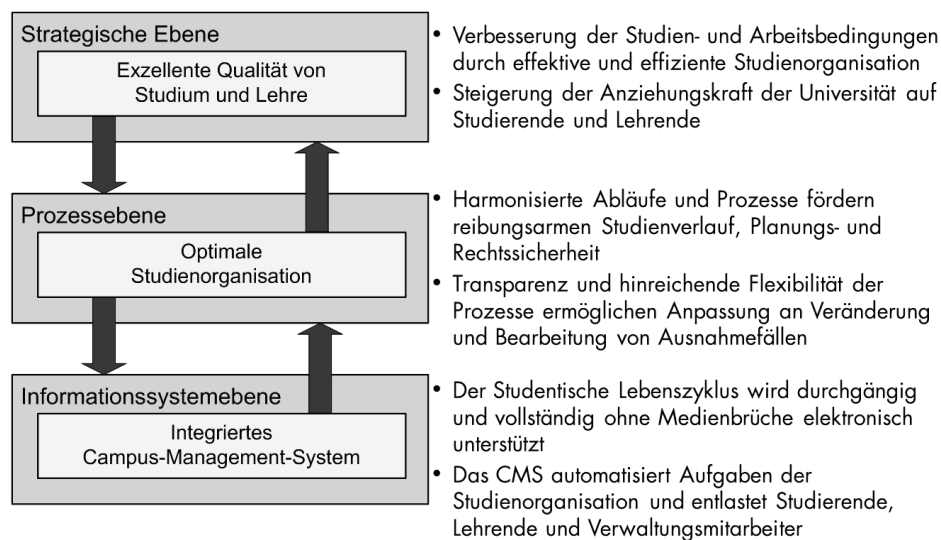 Strategische Ebene
Exzellente Qualität von
Studium und Lehre
• Verbesserung der Studien- und Arbeitsbedingungen
durch effektive und effiziente Studienorganisation
• Steigerung der Anziehungskraft der Universität auf
Studierende und Lehrende
Prozessebene
Optimale
Studienorganisation
• Harmonisierte Abläufe und Prozesse fördern
reibungsarmen Studienverlauf, Planungs- und
Rechtssicherheit
• Transparenz und hinreichende Flexibilität der
Prozesse ermöglichen Anpassung an Veränderung
und Bearbeitung von Ausnahmefällen
Informationssystemebene
Integriertes
Campus-Management-System
• Der Studentische Lebenszyklus wird durchgängig
und vollständig ohne Medienbrüche elektronisch
unterstützt
• Das CMS automatisiert Aufgaben der
Studienorganisation und entlastet Studierende,
Lehrende und Verwaltungsmitarbeiter